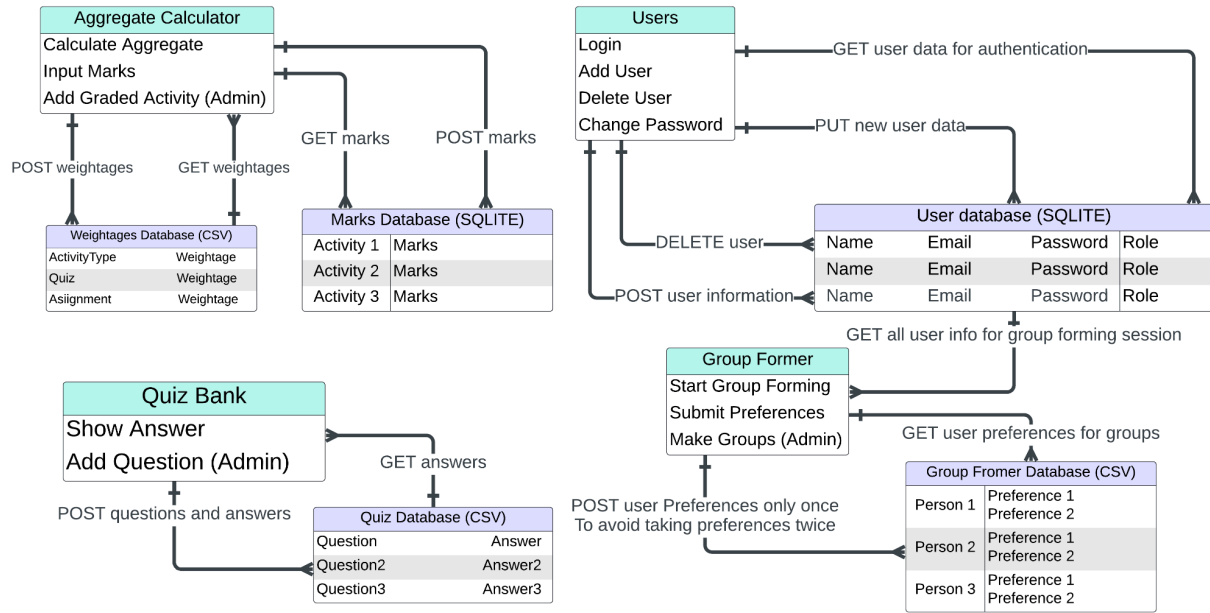 Aggregate Calculator
Calculate Aggregate
Input Marks
Add Graded Activity (Admin)
POST weightages
GET weightages
GET marks
POST marks
Weightages Database (CSV)
ActivityType Weightage
Quiz Weightage
Asiignment Weightage
Marks Database (SQLITE)
Activity 1 Marks
Activity 2 Marks
Activity 3 Marks
Users
Login
Add User
Delete User
Change Password
GET user data for authentication
PUT new user data
DELETE user
POST user information
User database (SQLITE)
Name Email Password Role
Name Email Password Role
Name Email Password Role
GET all user info for group forming session
Quiz Bank
Show Answer
Add Question (Admin)
GET answers
POST questions and answers
Quiz Database (CSV)
Question Answer
Question2 Answer2
Question3 Answer3
Group Former
Start Group Forming
Submit Preferences
Make Groups (Admin)
GET user preferences for groups
POST user Preferences only once
To avoid taking preferences twice
Group Fromer Database (CSV)
Person 1 Preference 1
Preference 2
Person 2 Preference 1
Preference 2
Person 3 Preference 1
Preference 2